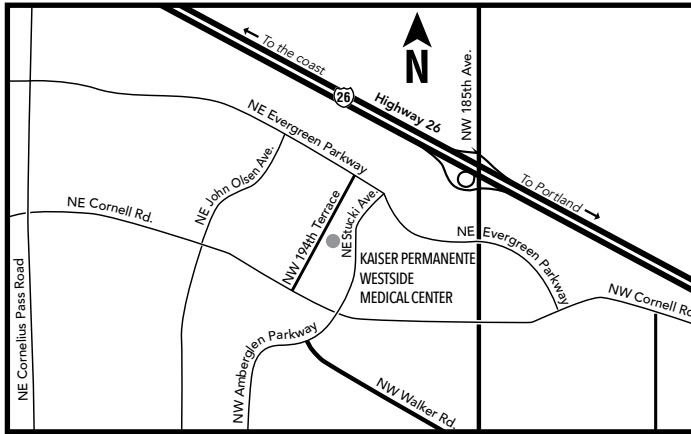 ← To the coast
N
NW 185th Ave.
26
Highway 26
NE Evergreen Parkway
To Portland →
NE John Olsen Ave.
NE Cornell Rd.
NW 194th Terrace
NE Stucki Ave.
NE Evergreen Parkway
KAISER PERMANENTE
WESTSIDE
MEDICAL CENTER
NE Cornelius Pass Road
NW Cornell Rd.
NW Amberglen Parkway
NW Walker Rd.